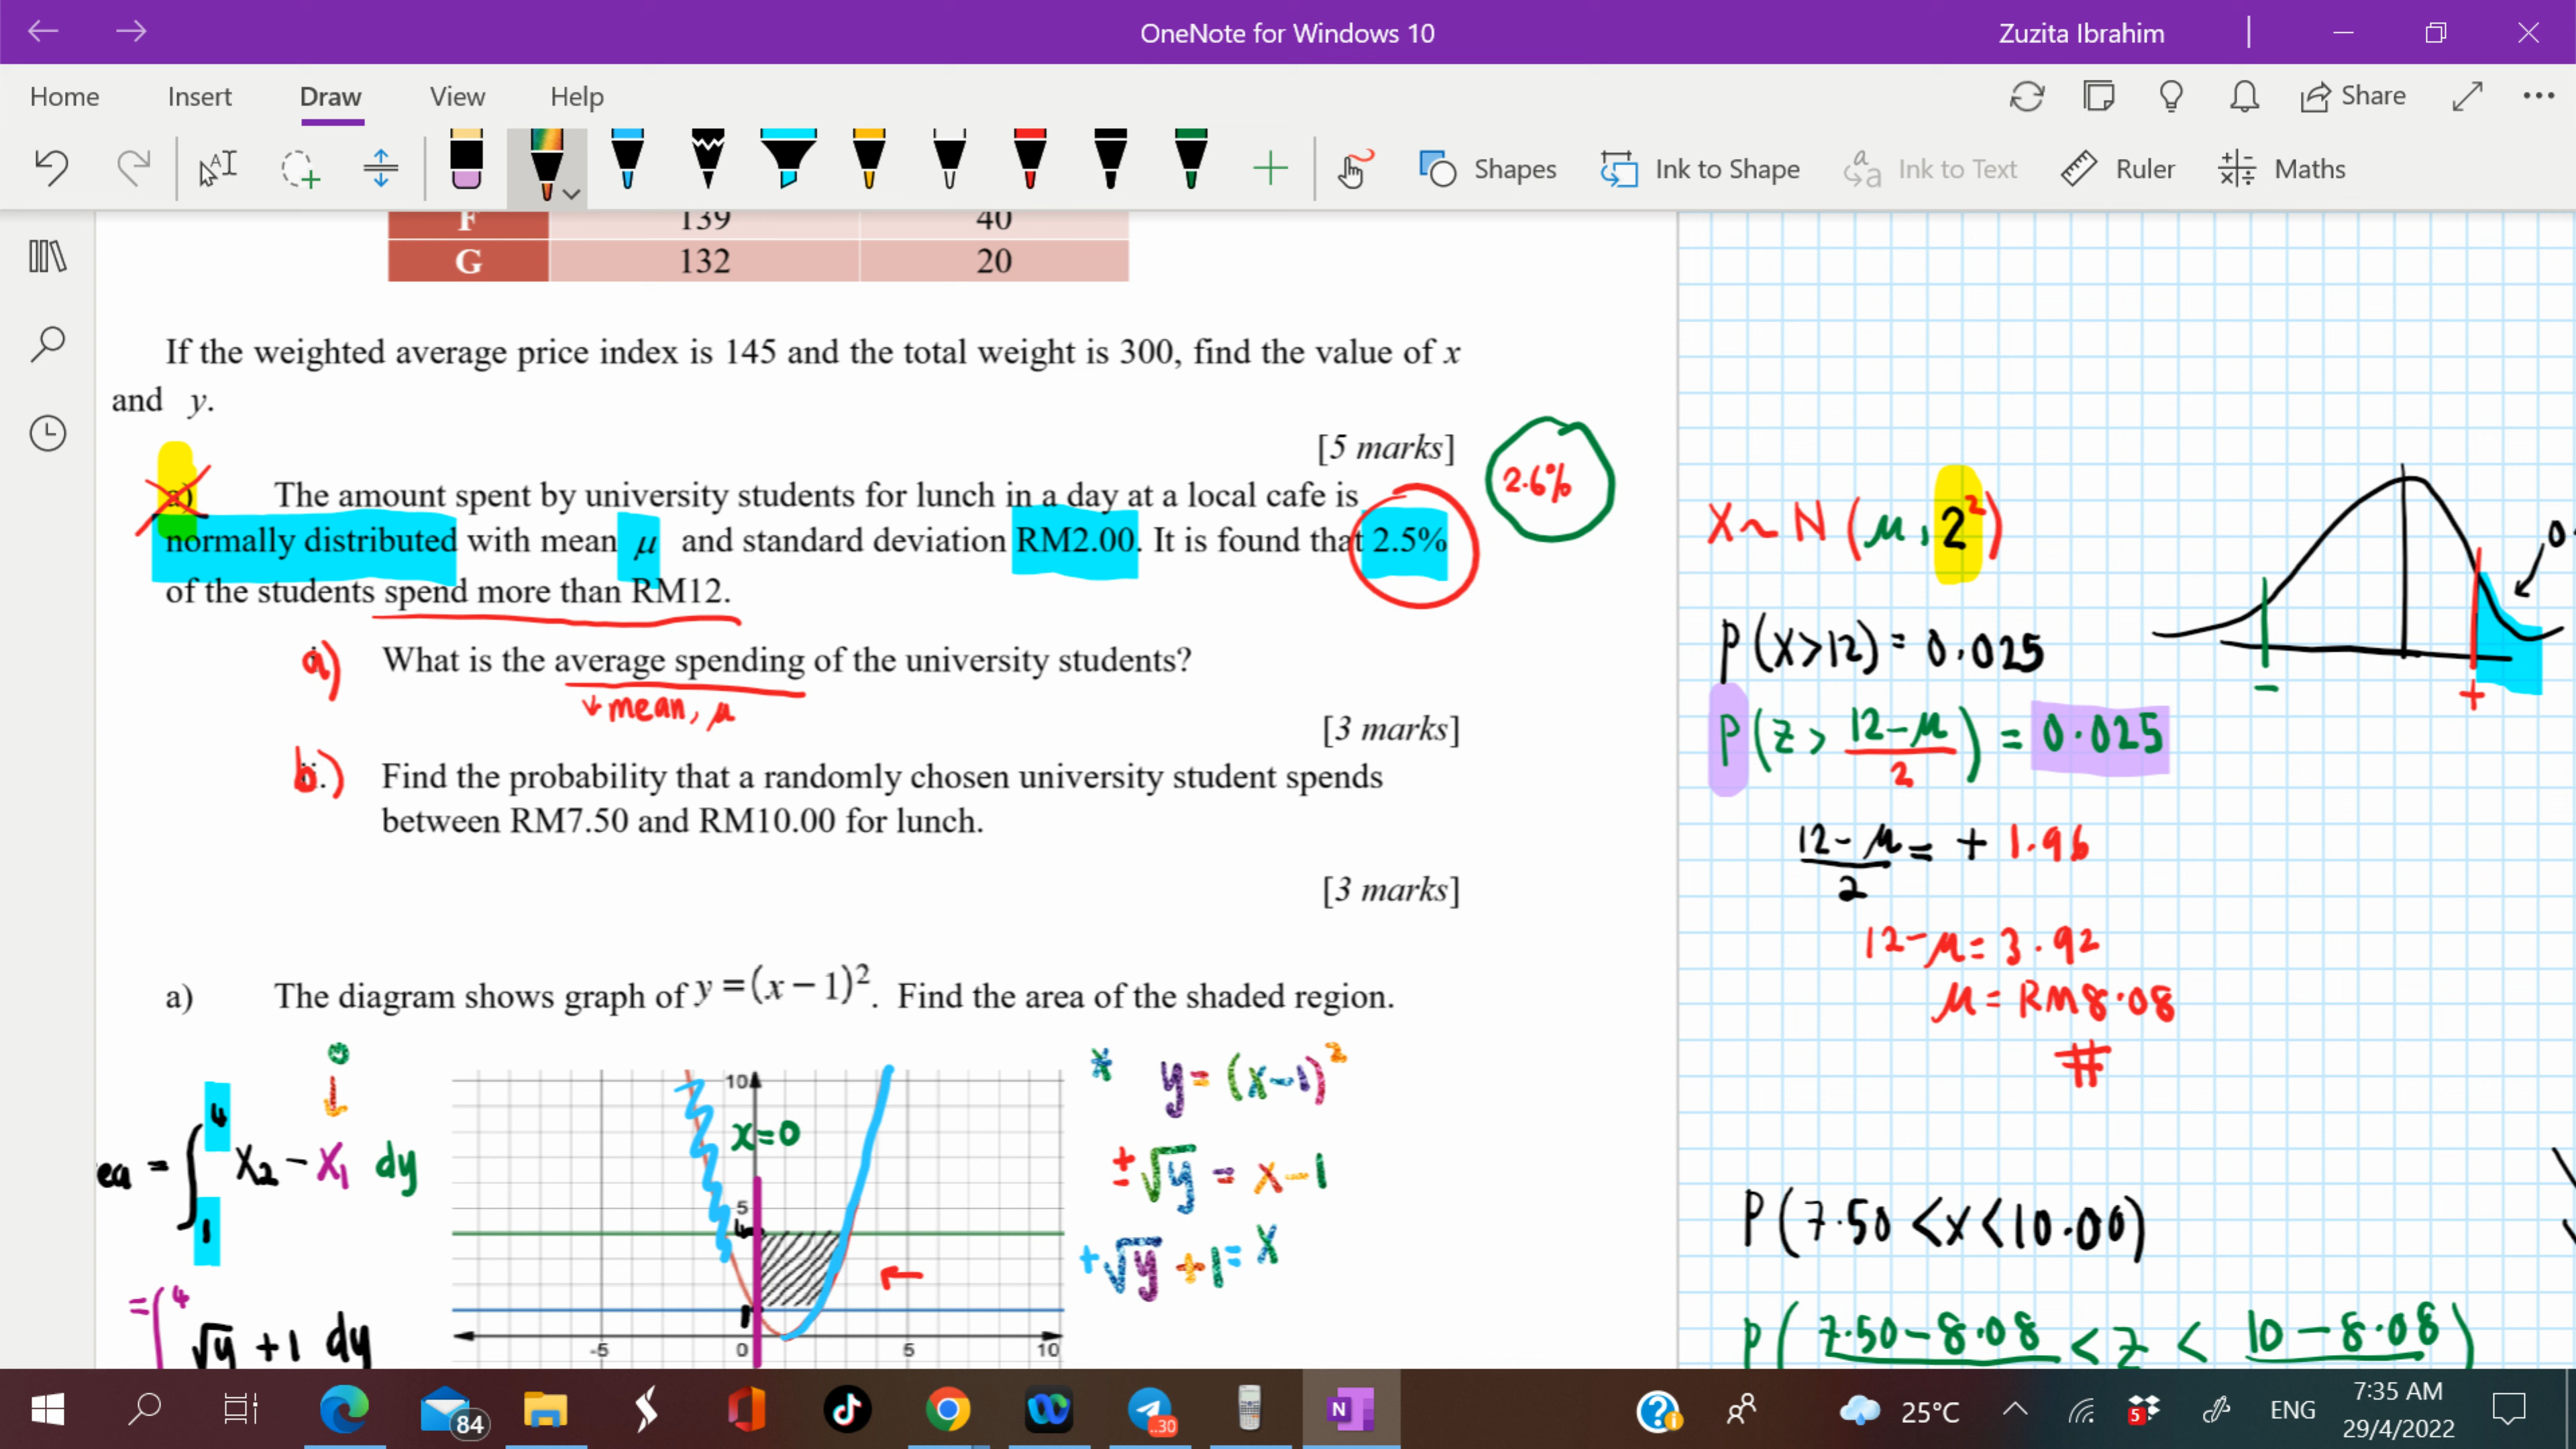 OneNote for Windows 10
Zuzita Ibrahim
Home Insert Draw View Help
Share
Shapes Ink to Shape Ink to Text Ruler Maths
F 139 40
G 132 20
If the weighted average price index is 145 and the total weight is 300, find the value of x
and y.
[5 marks]
2.6%
a) The amount spent by university students for lunch in a day at a local cafe is
normally distributed with mean μ and standard deviation RM2.00. It is found that 2.5%
of the students spend more than RM12.
a) What is the average spending of the university students?
↓ mean, μ
[3 marks]
b.) Find the probability that a randomly chosen university student spends
between RM7.50 and RM10.00 for lunch.
[3 marks]
a) The diagram shows graph of y = (x − 1)². Find the area of the shaded region.
0
↓
ea = ∫₁⁴ x₂ − x₁ dy
= ∫⁴ √y + 1 dy
10
x=0
5
4
1
-5 0 5 10
* y = (x−1)²
±√y = x−1
+√y + 1 = x
X ~ N (μ, 2²)
0.
P(X>12) = 0.025
− +
P(Z > (12−μ)/2) = 0.025
(12−μ)/2 = + 1.96
12−μ = 3.92
μ = RM8.08
#
P(7.50 < x < 10.00)
P( 7.50−8.08 < Z < 10−8.08 )
84
..30
25°C
5
ENG
7:35 AM
29/4/2022